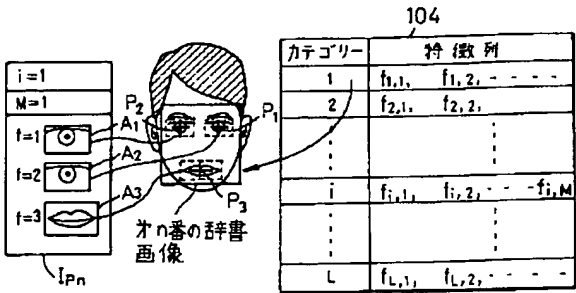 104
i=1
M=1
f=1
A1
f=2
A2
f=3
A3
IPn
P2
P1
P3
第n番の辞書
画像
カテゴリー 特徴列
1 f1,1, f1,2, - - - -
2 f2,1, f2,2,
i fi,1, fi,2, - - - fi,M
L fL,1, fL,2, - - - -